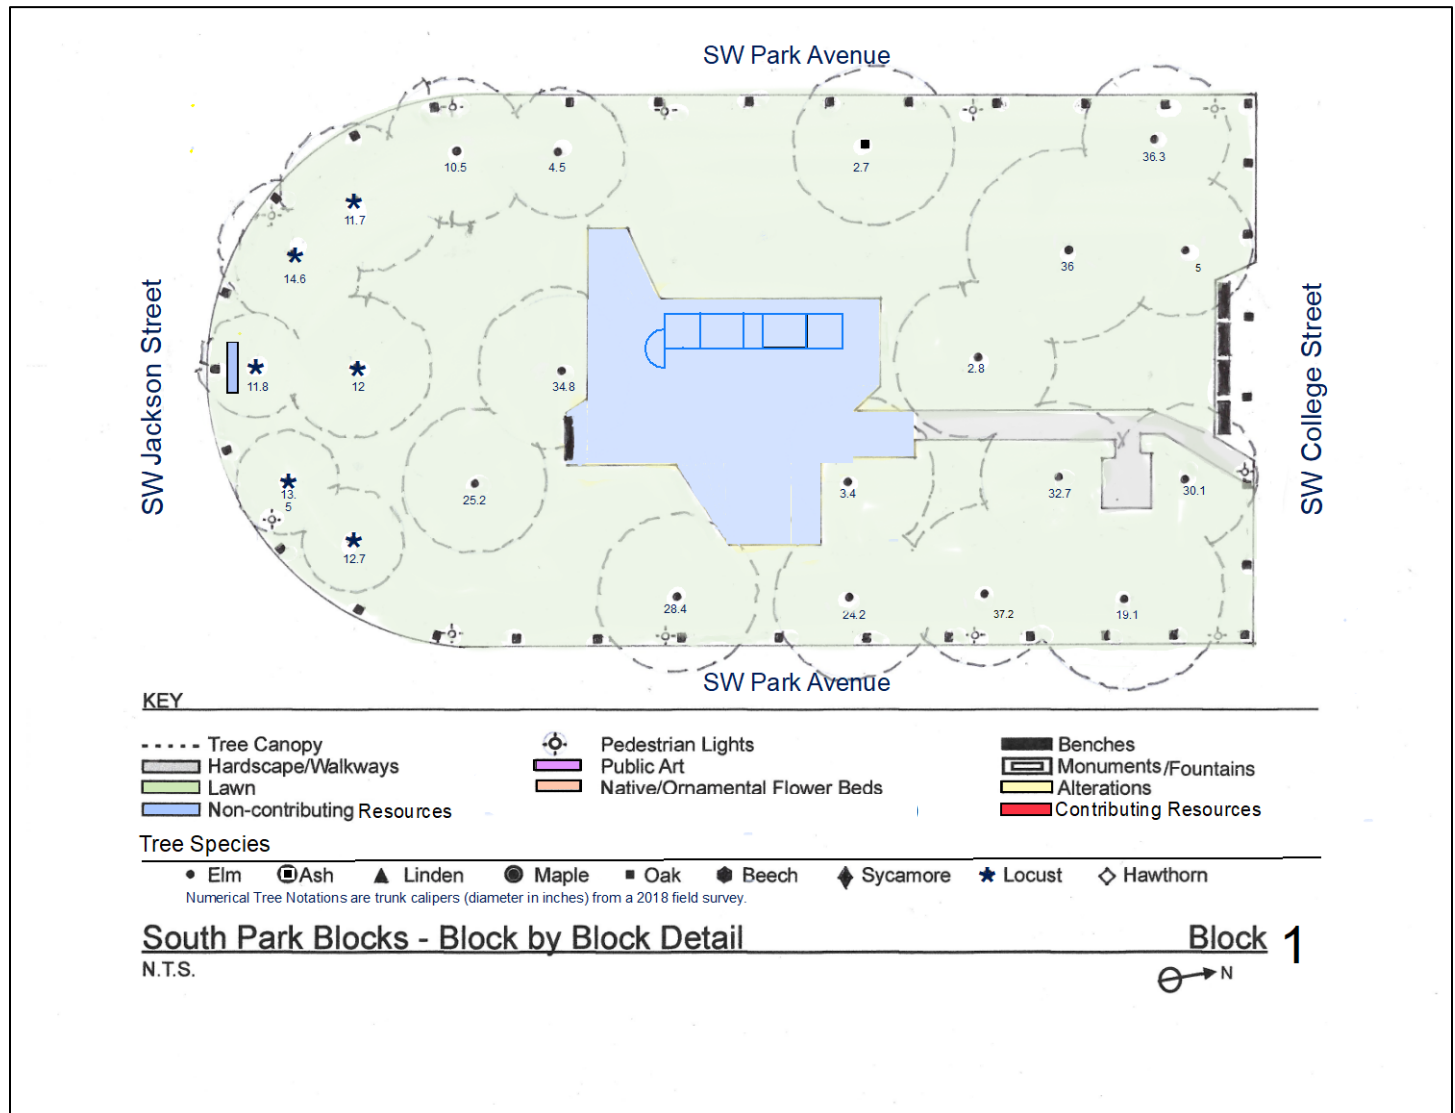 SW Park Avenue
36.3
10.5
4.5
2.7
11.7
36
5
14.6
SW Jackson Street
SW College Street
2.8
11.8
12
34.8
13.
5
25.2
3.4
32.7
30.1
12.7
28.4
24.2
37.2
19.1
SW Park Avenue
KEY
Tree Canopy
Pedestrian Lights
Benches
Hardscape/Walkways
Public Art
Monuments/Fountains
Lawn
Native/Ornamental Flower Beds
Alterations
Non-contributing Resources
Contributing Resources
Tree Species
Elm Ash Linden Maple Oak Beech Sycamore Locust Hawthorn
Numerical Tree Notations are trunk calipers (diameter in inches) from a 2018 field survey.
South Park Blocks - Block by Block Detail Block 1
N.T.S. N